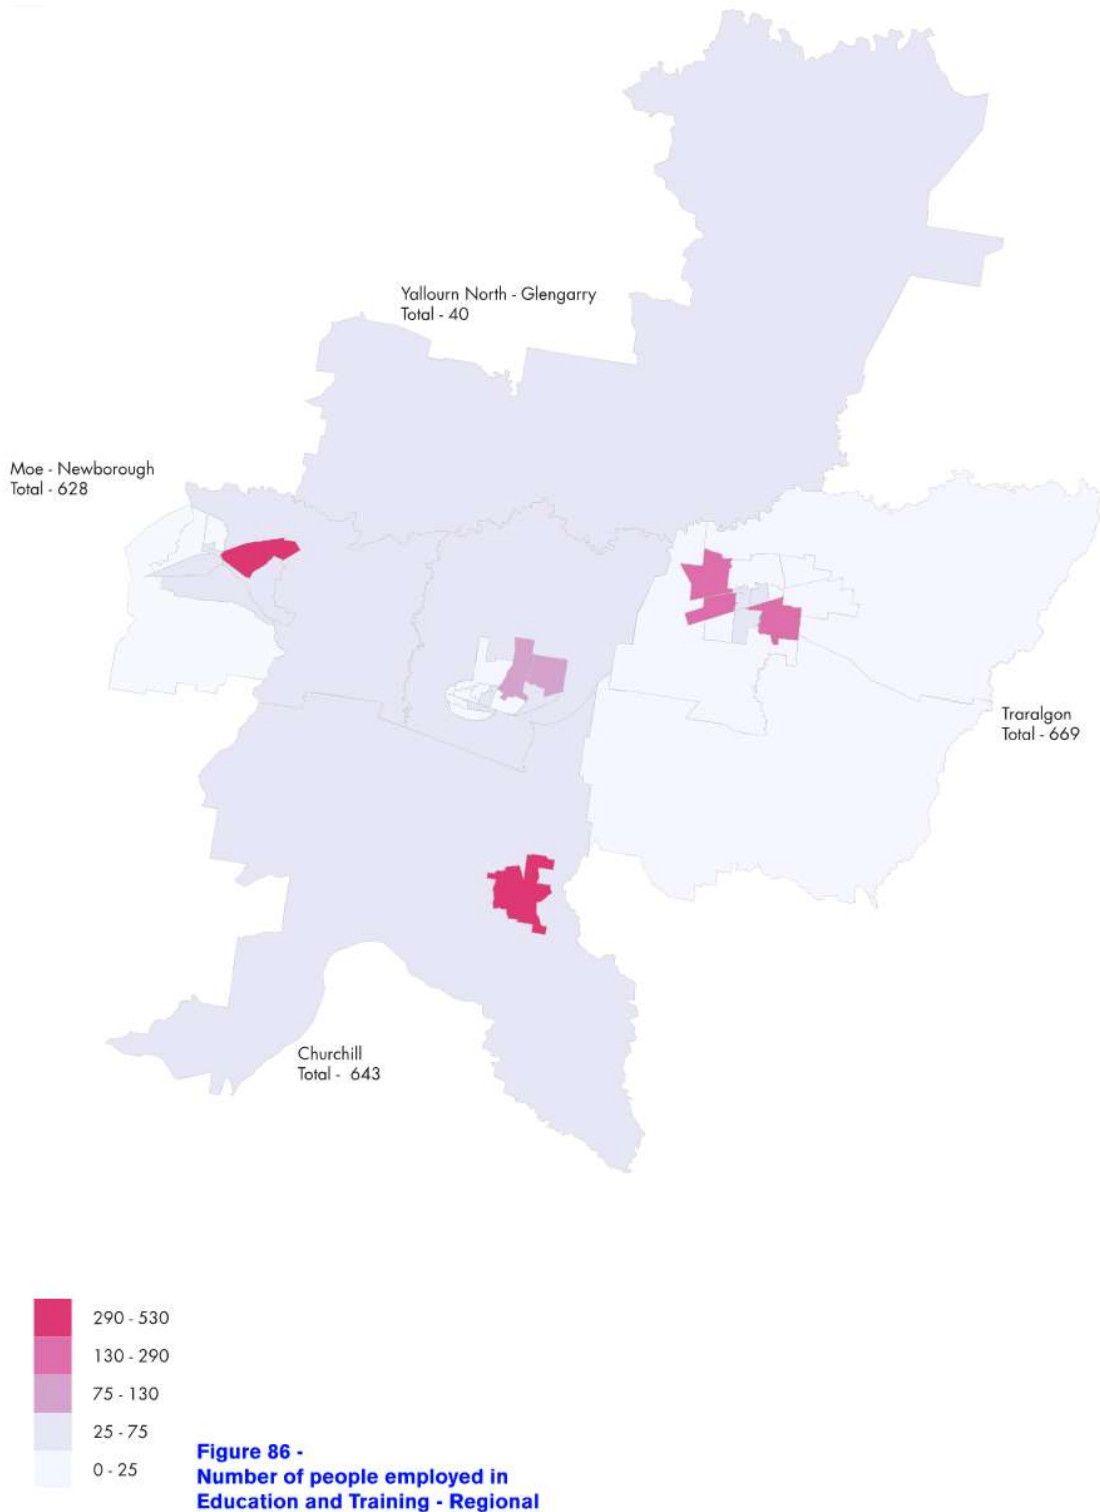 Yallourn North - Glengarry
Total - 40
Moe - Newborough
Total - 628
Traralgon
Total - 669
Churchill
Total - 643
290 - 530
130 - 290
75 - 130
25 - 75
0 - 25
Figure 86 -
Number of people employed in
Education and Training - Regional